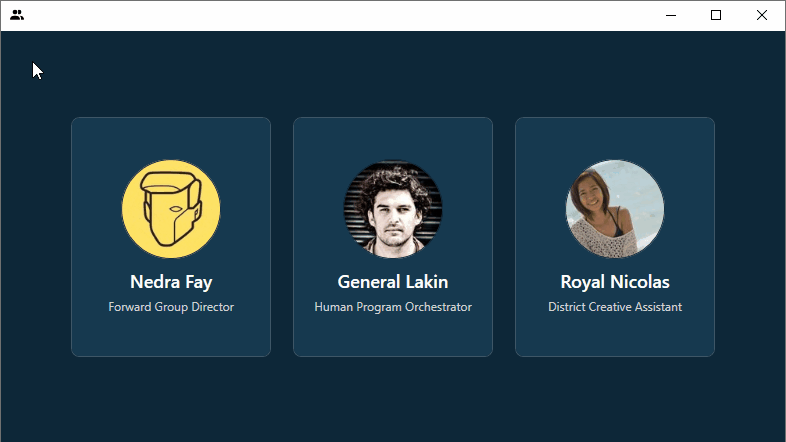 Nedra Fay
Forward Group Director
General Lakin
Human Program Orchestrator
Royal Nicolas
District Creative Assistant